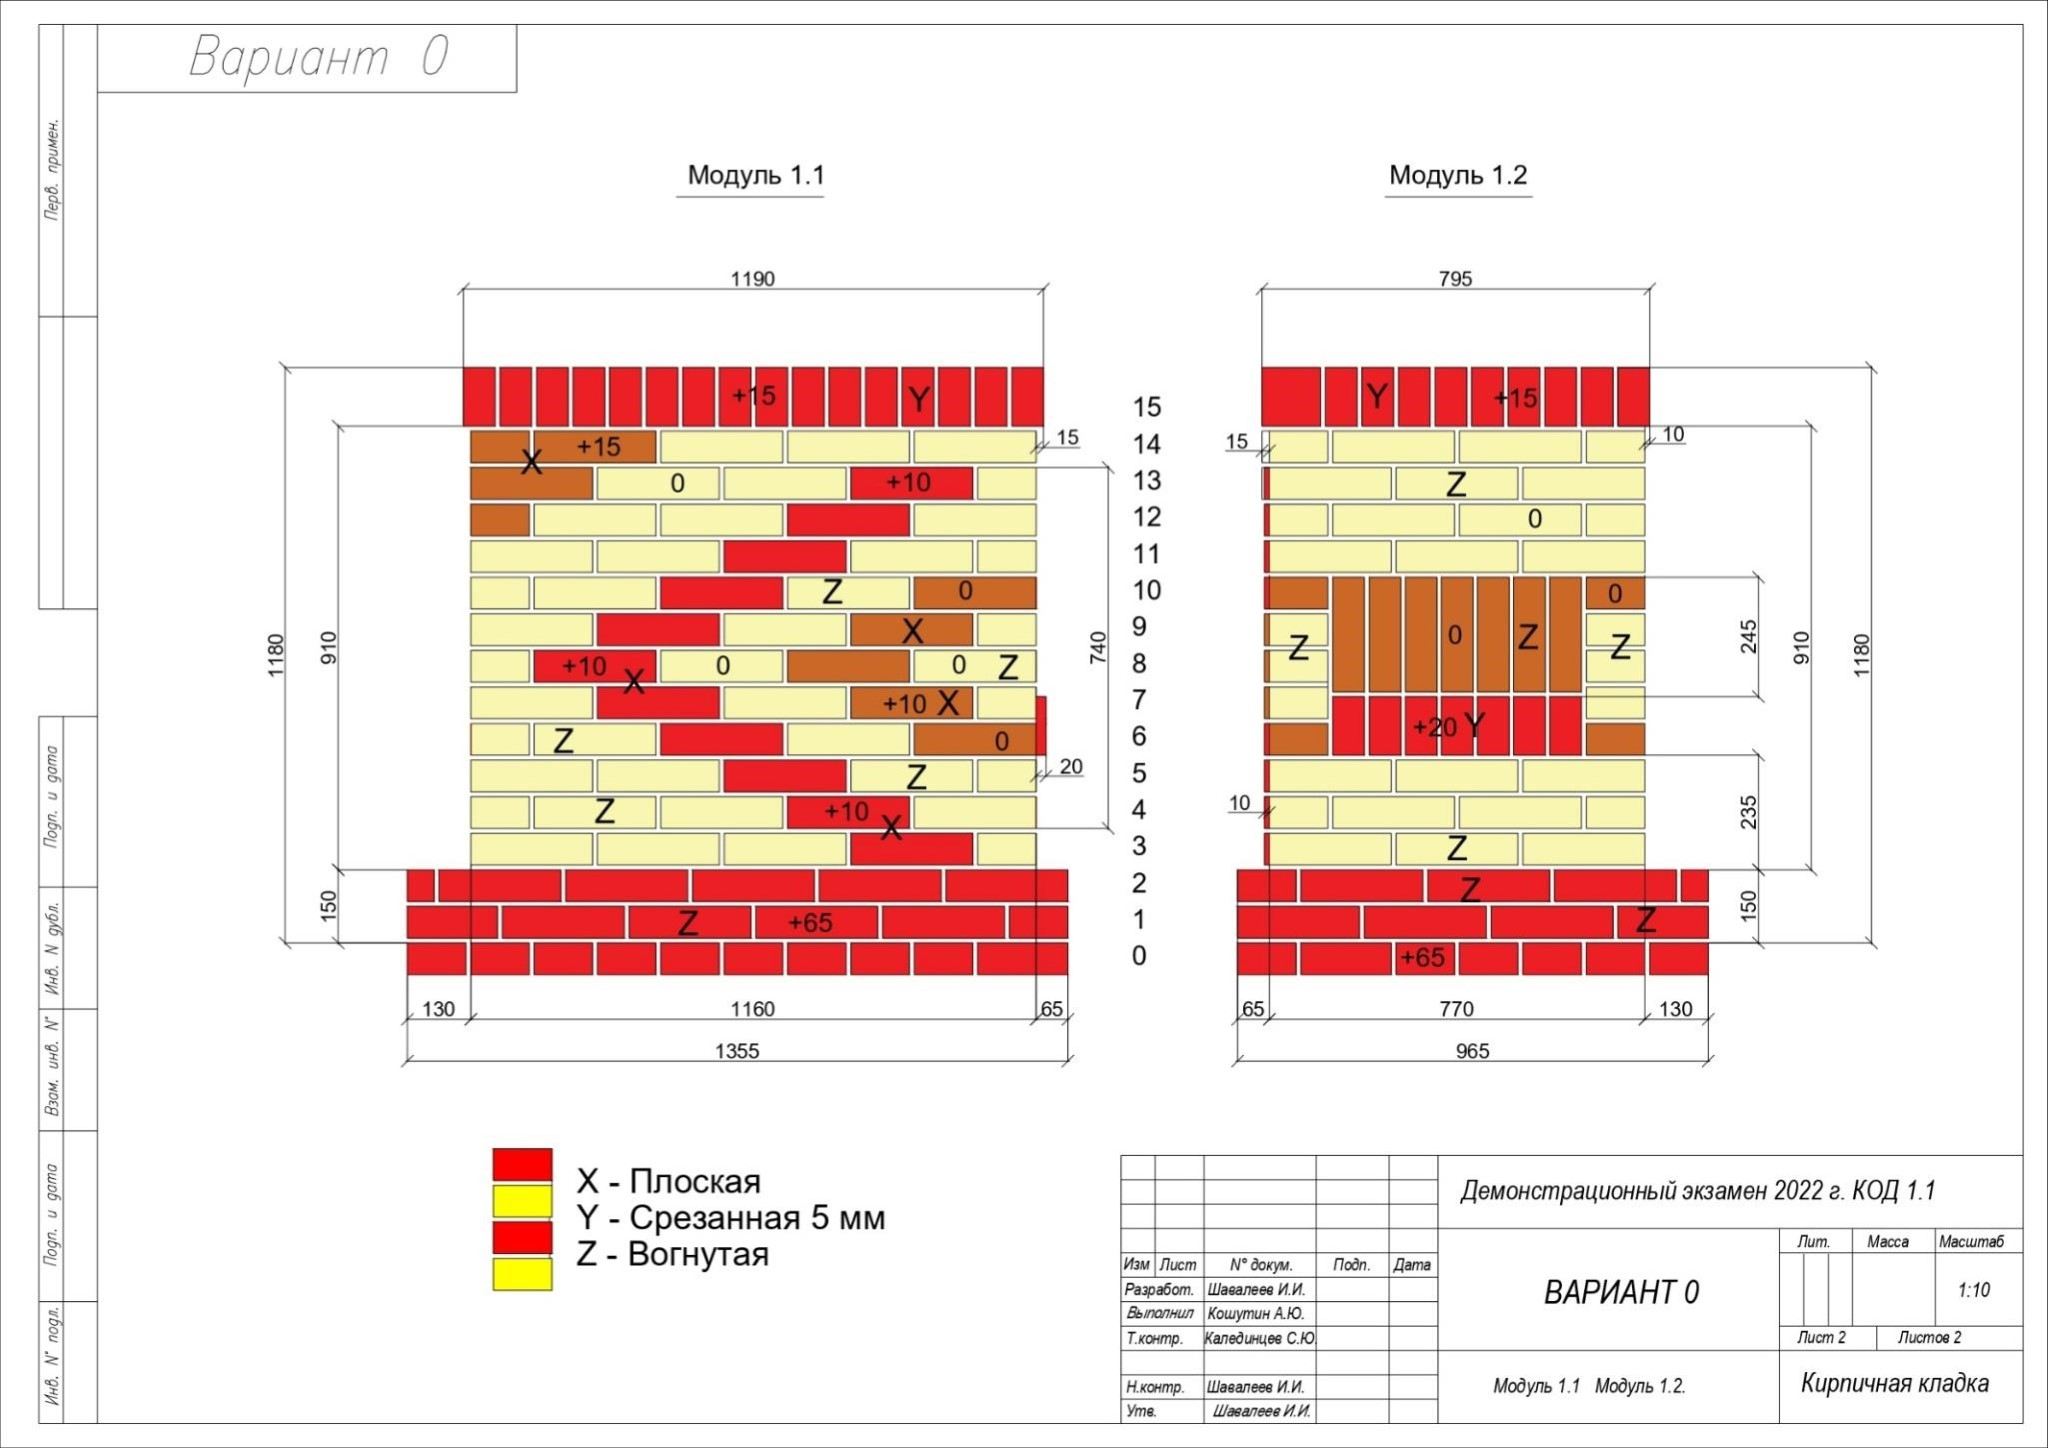 Вариант 0
Перв. примен.
Подп. и дата
Инв. N дубл.
Взам. инв. N°
Подп. и дата
Инв. N° подл.
Модуль 1.1
1190
1180
910
150
+15 Y
+15
X
0 +10
Z 0
X
+10 0 0 Z
X
+10 X
Z 0
Z
Z +10
X
Z +65
15
740
20
130 1160 65
1355
15
14
13
12
11
10
9
8
7
6
5
4
3
2
1
0
Модуль 1.2
795
Y +15
15 10
Z
0
0
Z 0 Z Z
+20 Y
10
Z
Z
Z
+65
245
235
150
910
1180
65 770 130
965
X - Плоская
Y - Срезанная 5 мм
Z - Вогнутая
Демонстрационный экзамен 2022 г. КОД 1.1
Лит. Масса Масштаб
Изм Лист N° докум. Подп. Дата
Разработ. Шавалеев И.И.
Выполнил Кошутин А.Ю.
Т.контр. Калединцев С.Ю.
Н.контр. Шавалеев И.И.
Утв. Шавалеев И.И.
ВАРИАНТ 0
1:10
Лист 2 Листов 2
Модуль 1.1 Модуль 1.2.
Кирпичная кладка